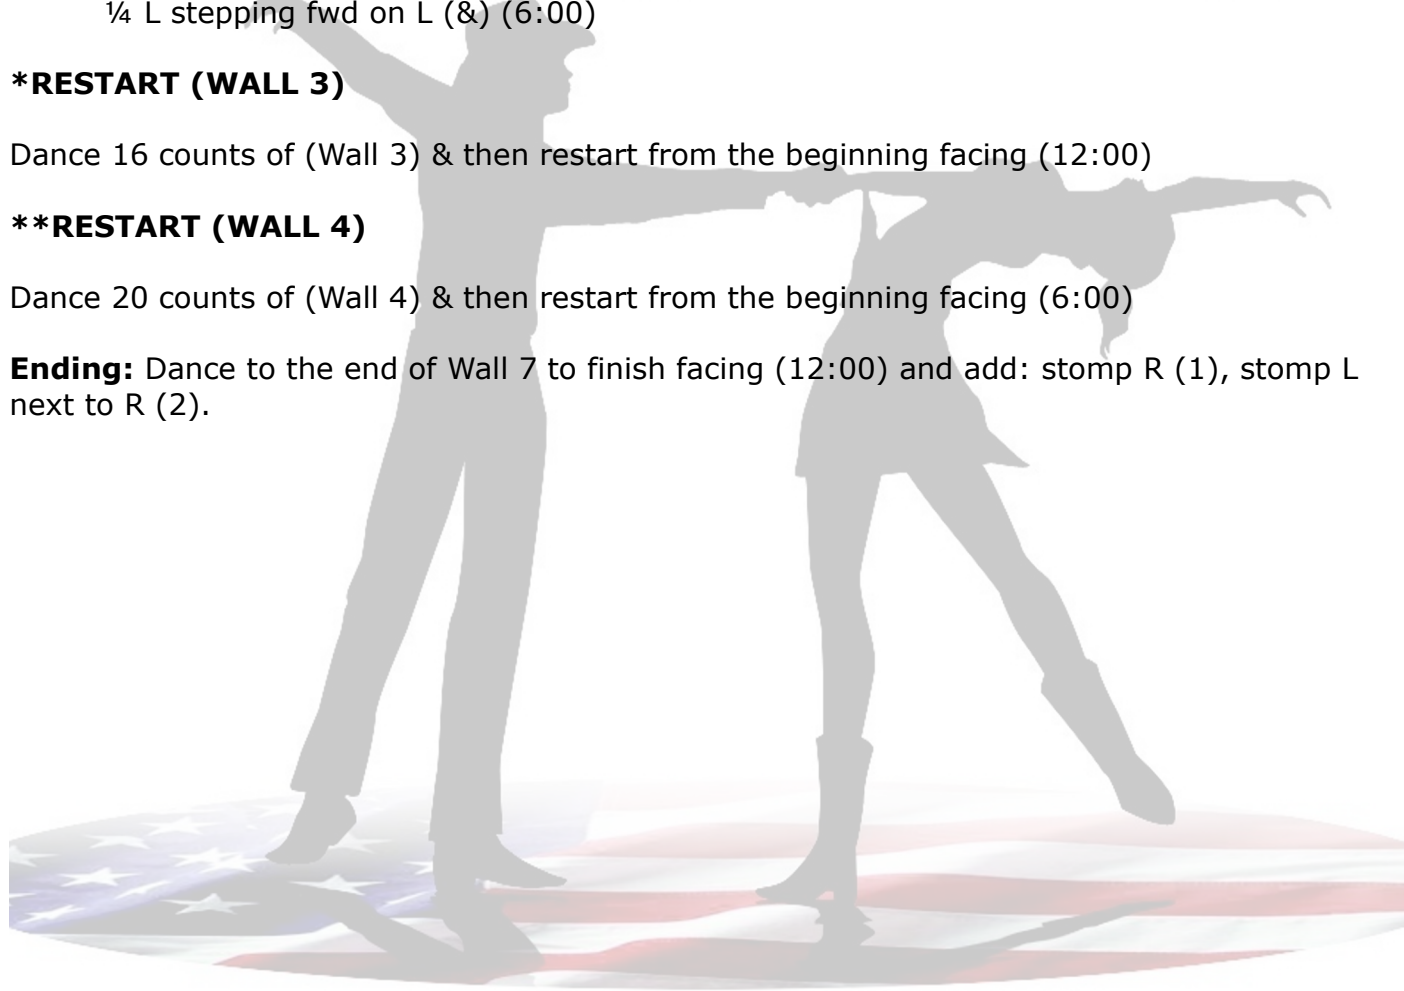 ¼ L stepping fwd on L (&) (6:00)
*RESTART (WALL 3)
Dance 16 counts of (Wall 3) & then restart from the beginning facing (12:00)
**RESTART (WALL 4)
Dance 20 counts of (Wall 4) & then restart from the beginning facing (6:00)
Ending: Dance to the end of Wall 7 to finish facing (12:00) and add: stomp R (1), stomp L
next to R (2).